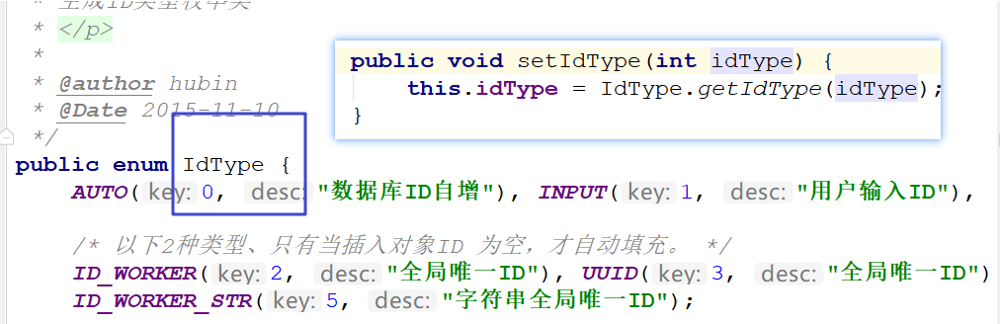 * 生成ID类型枚举类
* </p>
*
* @author hubin
* @Date 2015-11-10
*/
public enum IdType {
AUTO( key: 0, desc: "数据库ID自增"), INPUT( key: 1, desc: "用户输入ID"),
/* 以下2种类型、只有当插入对象ID 为空，才自动填充。 */
ID_WORKER( key: 2, desc: "全局唯一ID"), UUID( key: 3, desc: "全局唯一ID")
ID_WORKER_STR( key: 5, desc: "字符串全局唯一ID");
public void setIdType(int idType) {
this.idType = IdType.getIdType(idType);
}